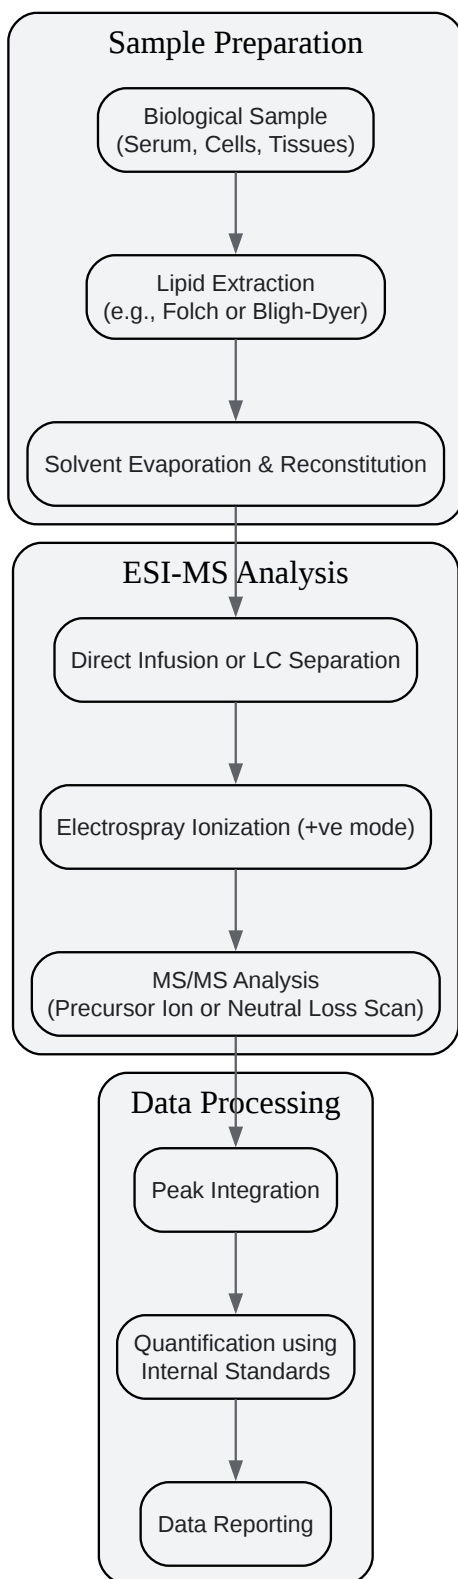 Sample Preparation
Biological Sample
(Serum, Cells, Tissues)
Lipid Extraction
(e.g., Folch or Bligh-Dyer)
Solvent Evaporation & Reconstitution
ESI-MS Analysis
Direct Infusion or LC Separation
Electrospray Ionization (+ve mode)
MS/MS Analysis
(Precursor Ion or Neutral Loss Scan)
Data Processing
Peak Integration
Quantification using
Internal Standards
Data Reporting